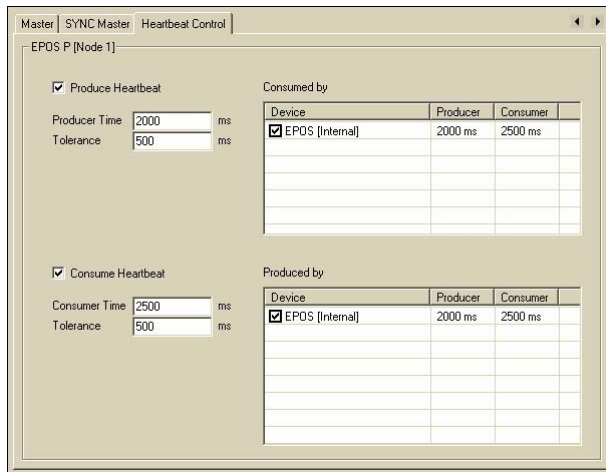 Master SYNC Master Heartbeat Control
EPOS P [Node 1]
Produce Heartbeat
Producer Time 2000 ms
Tolerance 500 ms
Consumed by
Device Producer Consumer
EPOS [Internal] 2000 ms 2500 ms
Consume Heartbeat
Consumer Time 2500 ms
Tolerance 500 ms
Produced by
Device Producer Consumer
EPOS [Internal] 2000 ms 2500 ms